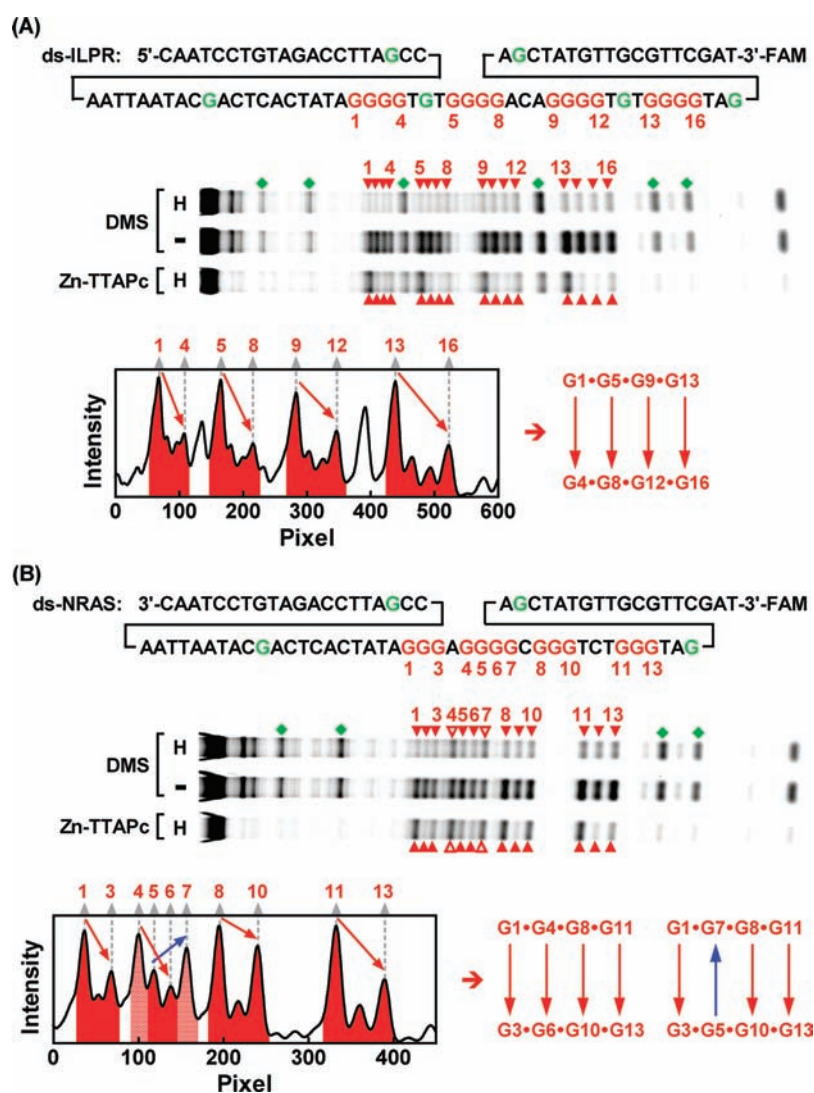 (A)
ds-ILPR: 5'-CAATCCTGTAGACCTTAGCC AGCTATGTTGCGTTCGAT-3'-FAM
AATTAATACGACTCACTATAGGGGTGTGGGGACAGGGGTGTGGGGTAG
1 4 5 8 9 12 13 16
1 4 5 8 9 12 13 16
DMS H
-
Zn-TTAPc H
1 4 5 8 9 12 13 16
Intensity
0 100 200 300 400 500 600
Pixel
G1•G5•G9•G13
G4•G8•G12•G16
(B)
ds-NRAS: 3'-CAATCCTGTAGACCTTAGCC AGCTATGTTGCGTTCGAT-3'-FAM
AATTAATACGACTCACTATAGGGAGGGGCGGGTCTGGGTAG
1 3 4 5 6 7 8 10 11 13
1 3 4 5 6 7 8 10 11 13
DMS H
-
Zn-TTAPc H
1 3 4 5 6 7 8 10 11 13
Intensity
0 100 200 300 400
Pixel
G1•G4•G8•G11 G1•G7•G8•G11
G3•G6•G10•G13 G3•G5•G10•G13